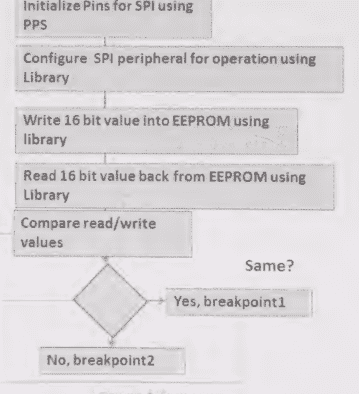 Initialize Pins for SPI using
PPS
Configure SPI peripheral for operation using
Library
Write 16 bit value into EEPROM using
library
Read 16 bit value back from EEPROM using
Library
Compare read/write
values
Same?
Yes, breakpoint1
No, breakpoint2